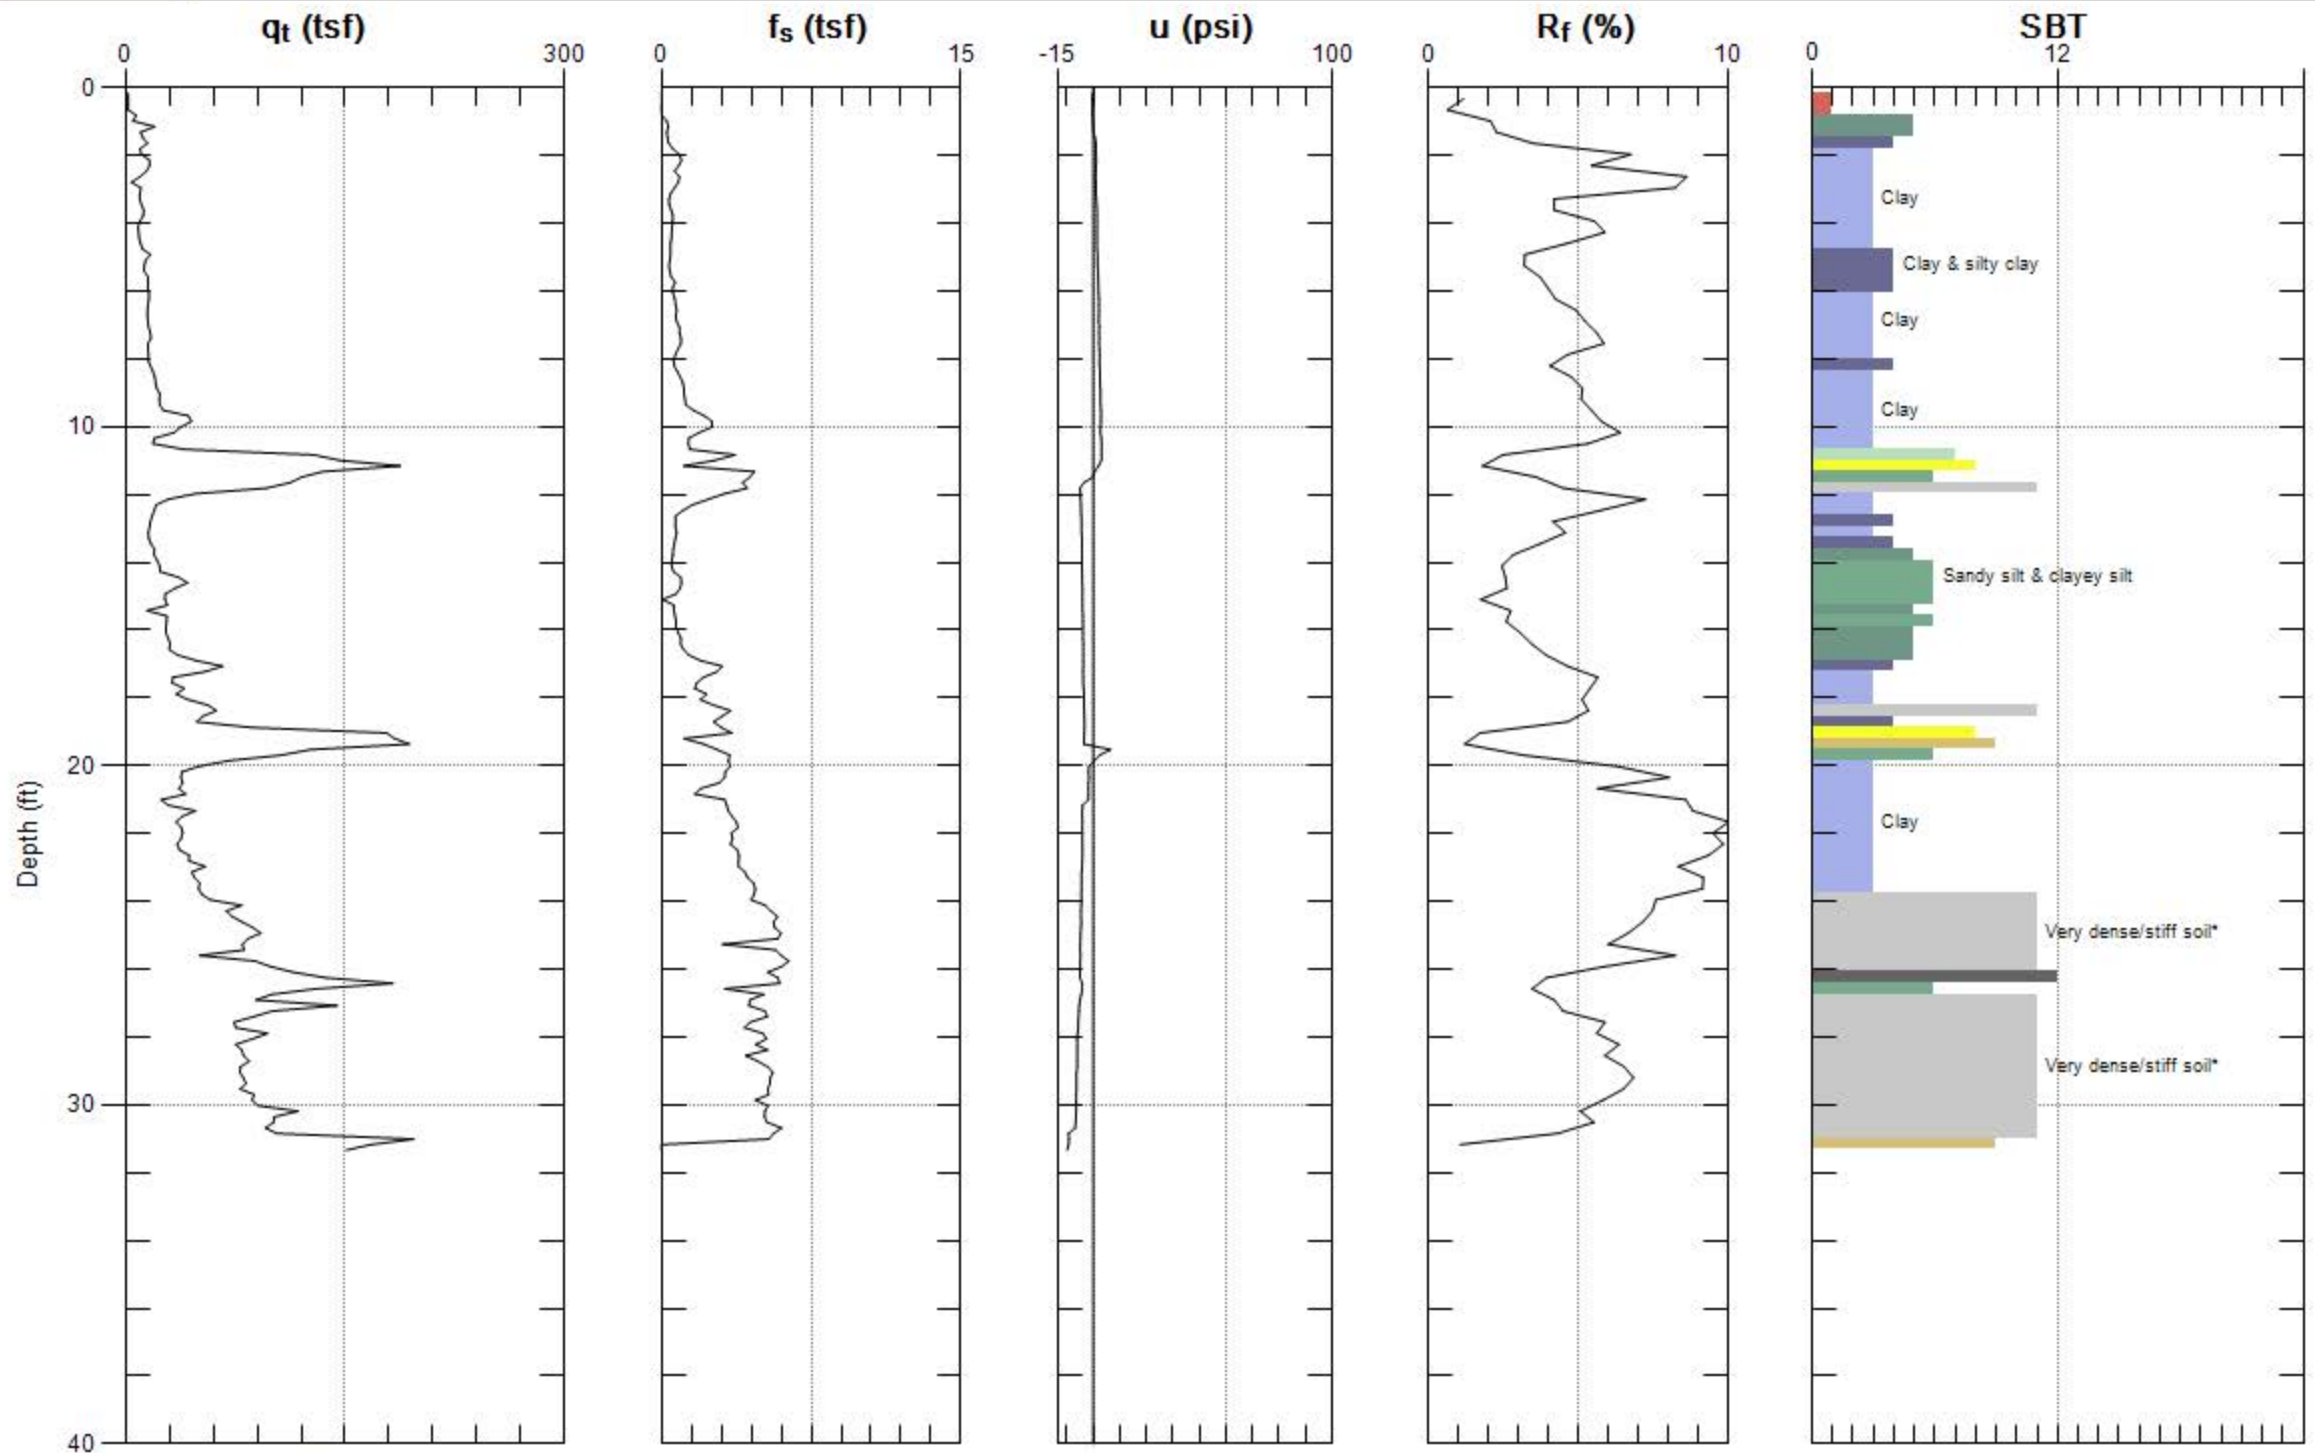 qt (tsf) fs (tsf) u (psi) Rf (%) SBT
0 300 0 15 -15 100 0 10 0 12
0
Clay
Clay & silty clay
Clay
Clay
10
Sandy silt & clayey silt
20
Depth (ft)
Clay
Very dense/stiff soil*
Very dense/stiff soil*
30
40